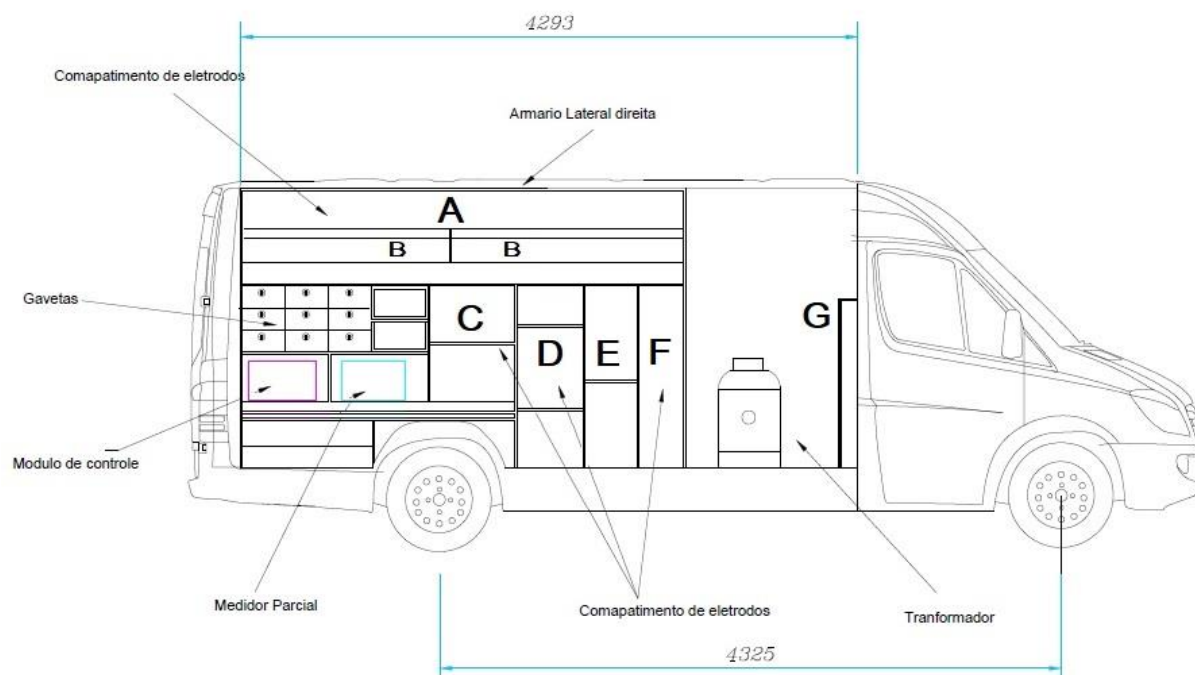 4293
Comapatimento de eletrodos
Armario Lateral direita
A
B B
Gavetas
C
G
D E F
Modulo de controle
Medidor Parcial
Comapatimento de eletrodos
Tranformador
4325